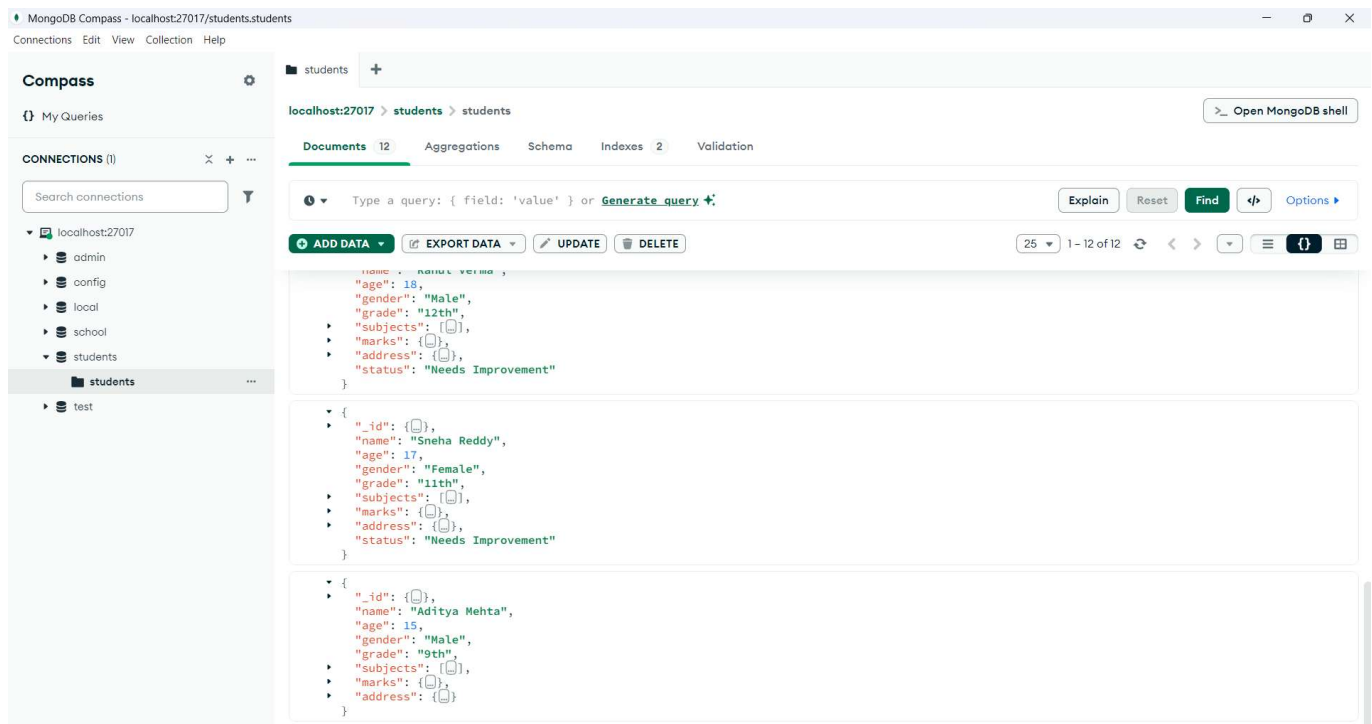 MongoDB Compass - localhost:27017/students.students
Connections Edit View Collection Help
Compass
{} My Queries
CONNECTIONS (1)
Search connections
localhost:27017
admin
config
local
school
students
students
test
students
localhost:27017 > students > students
>_ Open MongoDB shell
Documents 12 Aggregations Schema Indexes 2 Validation
Type a query: { field: 'value' } or Generate query
Explain Reset Find </> Options
ADD DATA EXPORT DATA UPDATE DELETE
25 1 – 12 of 12 {}
"name": "Rahul Verma",
"age": 18,
"gender": "Male",
"grade": "12th",
"subjects": […],
"marks": {…},
"address": {…},
"status": "Needs Improvement"
}
{
"_id": {…},
"name": "Sneha Reddy",
"age": 17,
"gender": "Female",
"grade": "11th",
"subjects": […],
"marks": {…},
"address": {…},
"status": "Needs Improvement"
}
{
"_id": {…},
"name": "Aditya Mehta",
"age": 15,
"gender": "Male",
"grade": "9th",
"subjects": […],
"marks": {…},
"address": {…}
}